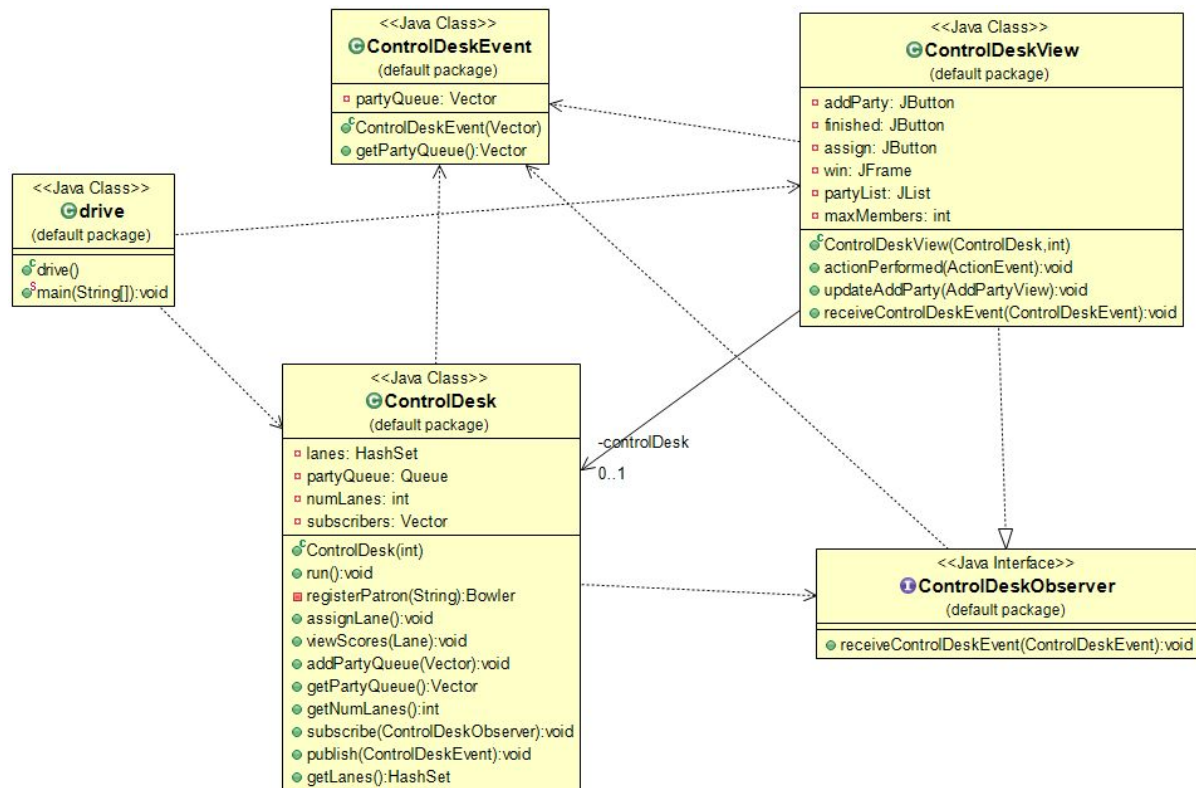 <<Java Class>>
ControlDeskEvent
(default package)
partyQueue: Vector
ControlDeskEvent(Vector)
getPartyQueue():Vector
<<Java Class>>
ControlDeskView
(default package)
addParty: JButton
finished: JButton
assign: JButton
win: JFrame
partyList: JList
maxMembers: int
ControlDeskView(ControlDesk,int)
actionPerformed(ActionEvent):void
updateAddParty(AddPartyView):void
receiveControlDeskEvent(ControlDeskEvent):void
<<Java Class>>
drive
(default package)
drive()
main(String[]):void
<<Java Class>>
ControlDesk
(default package)
lanes: HashSet
partyQueue: Queue
numLanes: int
subscribers: Vector
ControlDesk(int)
run():void
registerPatron(String):Bowler
assignLane():void
viewScores(Lane):void
addPartyQueue(Vector):void
getPartyQueue():Vector
getNumLanes():int
subscribe(ControlDeskObserver):void
publish(ControlDeskEvent):void
getLanes():HashSet
-controlDesk
0..1
<<Java Interface>>
ControlDeskObserver
(default package)
receiveControlDeskEvent(ControlDeskEvent):void